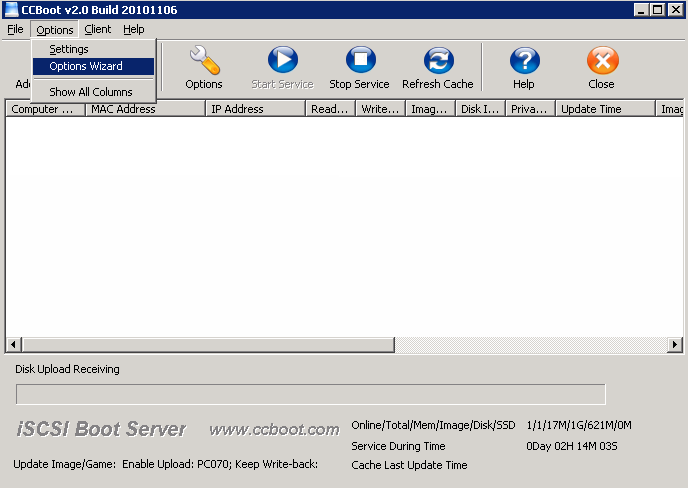 CCBoot v2.0 Build 20101106
File Options Client Help
Settings
Options Wizard
Show All Columns
Options Start Service Stop Service Refresh Cache Help Close
Computer ... MAC Address IP Address Read... Write... Imag... Disk I... Priva... Update Time
Disk Upload Receiving
iSCSI Boot Server www.ccboot.com
Online/Total/Mem/Image/Disk/SSD 1/1/17M/1G/621M/0M
Service During Time 0Day 02H 14M 03S
Update Image/Game: Enable Upload: PC070; Keep Write-back:
Cache Last Update Time